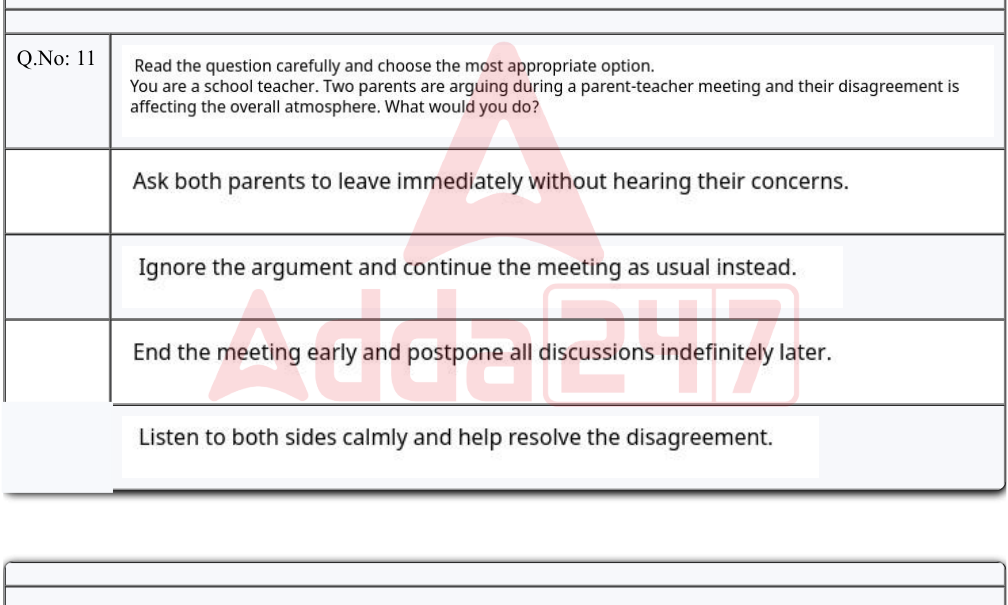 Q.No: 11
Read the question carefully and choose the most appropriate option.
You are a school teacher. Two parents are arguing during a parent-teacher meeting and their disagreement is
affecting the overall atmosphere. What would you do?
Ask both parents to leave immediately without hearing their concerns.
Ignore the argument and continue the meeting as usual instead.
Adda247
End the meeting early and postpone all discussions indefinitely later.
Listen to both sides calmly and help resolve the disagreement.